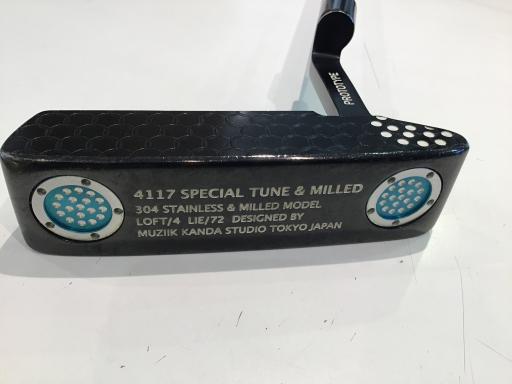 PROTOTYPE
4117 SPECIAL TUNE & MILLED
304 STAINLESS & MILLED MODEL
LOFT/4 LIE/72 DESIGNED BY
MUZIIK KANDA STUDIO TOKYO JAPAN